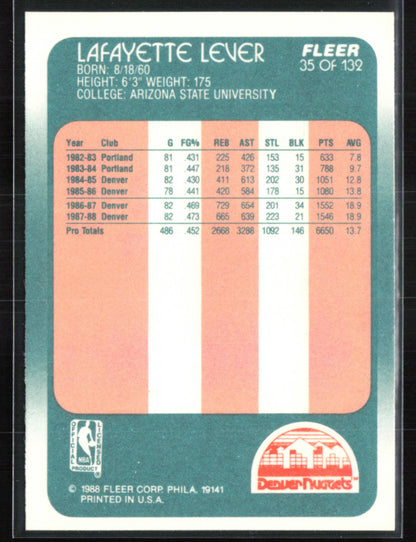 LAFAYETTE LEVER
FLEER
35 OF 132
BORN: 8/18/60
HEIGHT: 6'3" WEIGHT: 175
COLLEGE: ARIZONA STATE UNIVERSITY
Year Club G FG% REB AST STL BLK PTS AVG
1982-83 Portland 81 .431 225 426 153 15 633 7.8
1983-84 Portland 81 .447 218 372 135 31 788 9.7
1984-85 Denver 82 .430 411 613 202 30 1051 12.8
1985-86 Denver 78 .441 420 584 178 15 1080 13.8
1986-87 Denver 82 .469 729 654 201 34 1552 18.9
1987-88 Denver 82 .473 665 639 223 21 1546 18.9
Pro Totals 486 .452 2668 3288 1092 146 6650 13.7
OFFICIAL LICENSED
NBA
PRODUCT
DENVER NUGGETS™
© 1988 FLEER CORP. PHILA. 19141
PRINTED IN U.S.A.